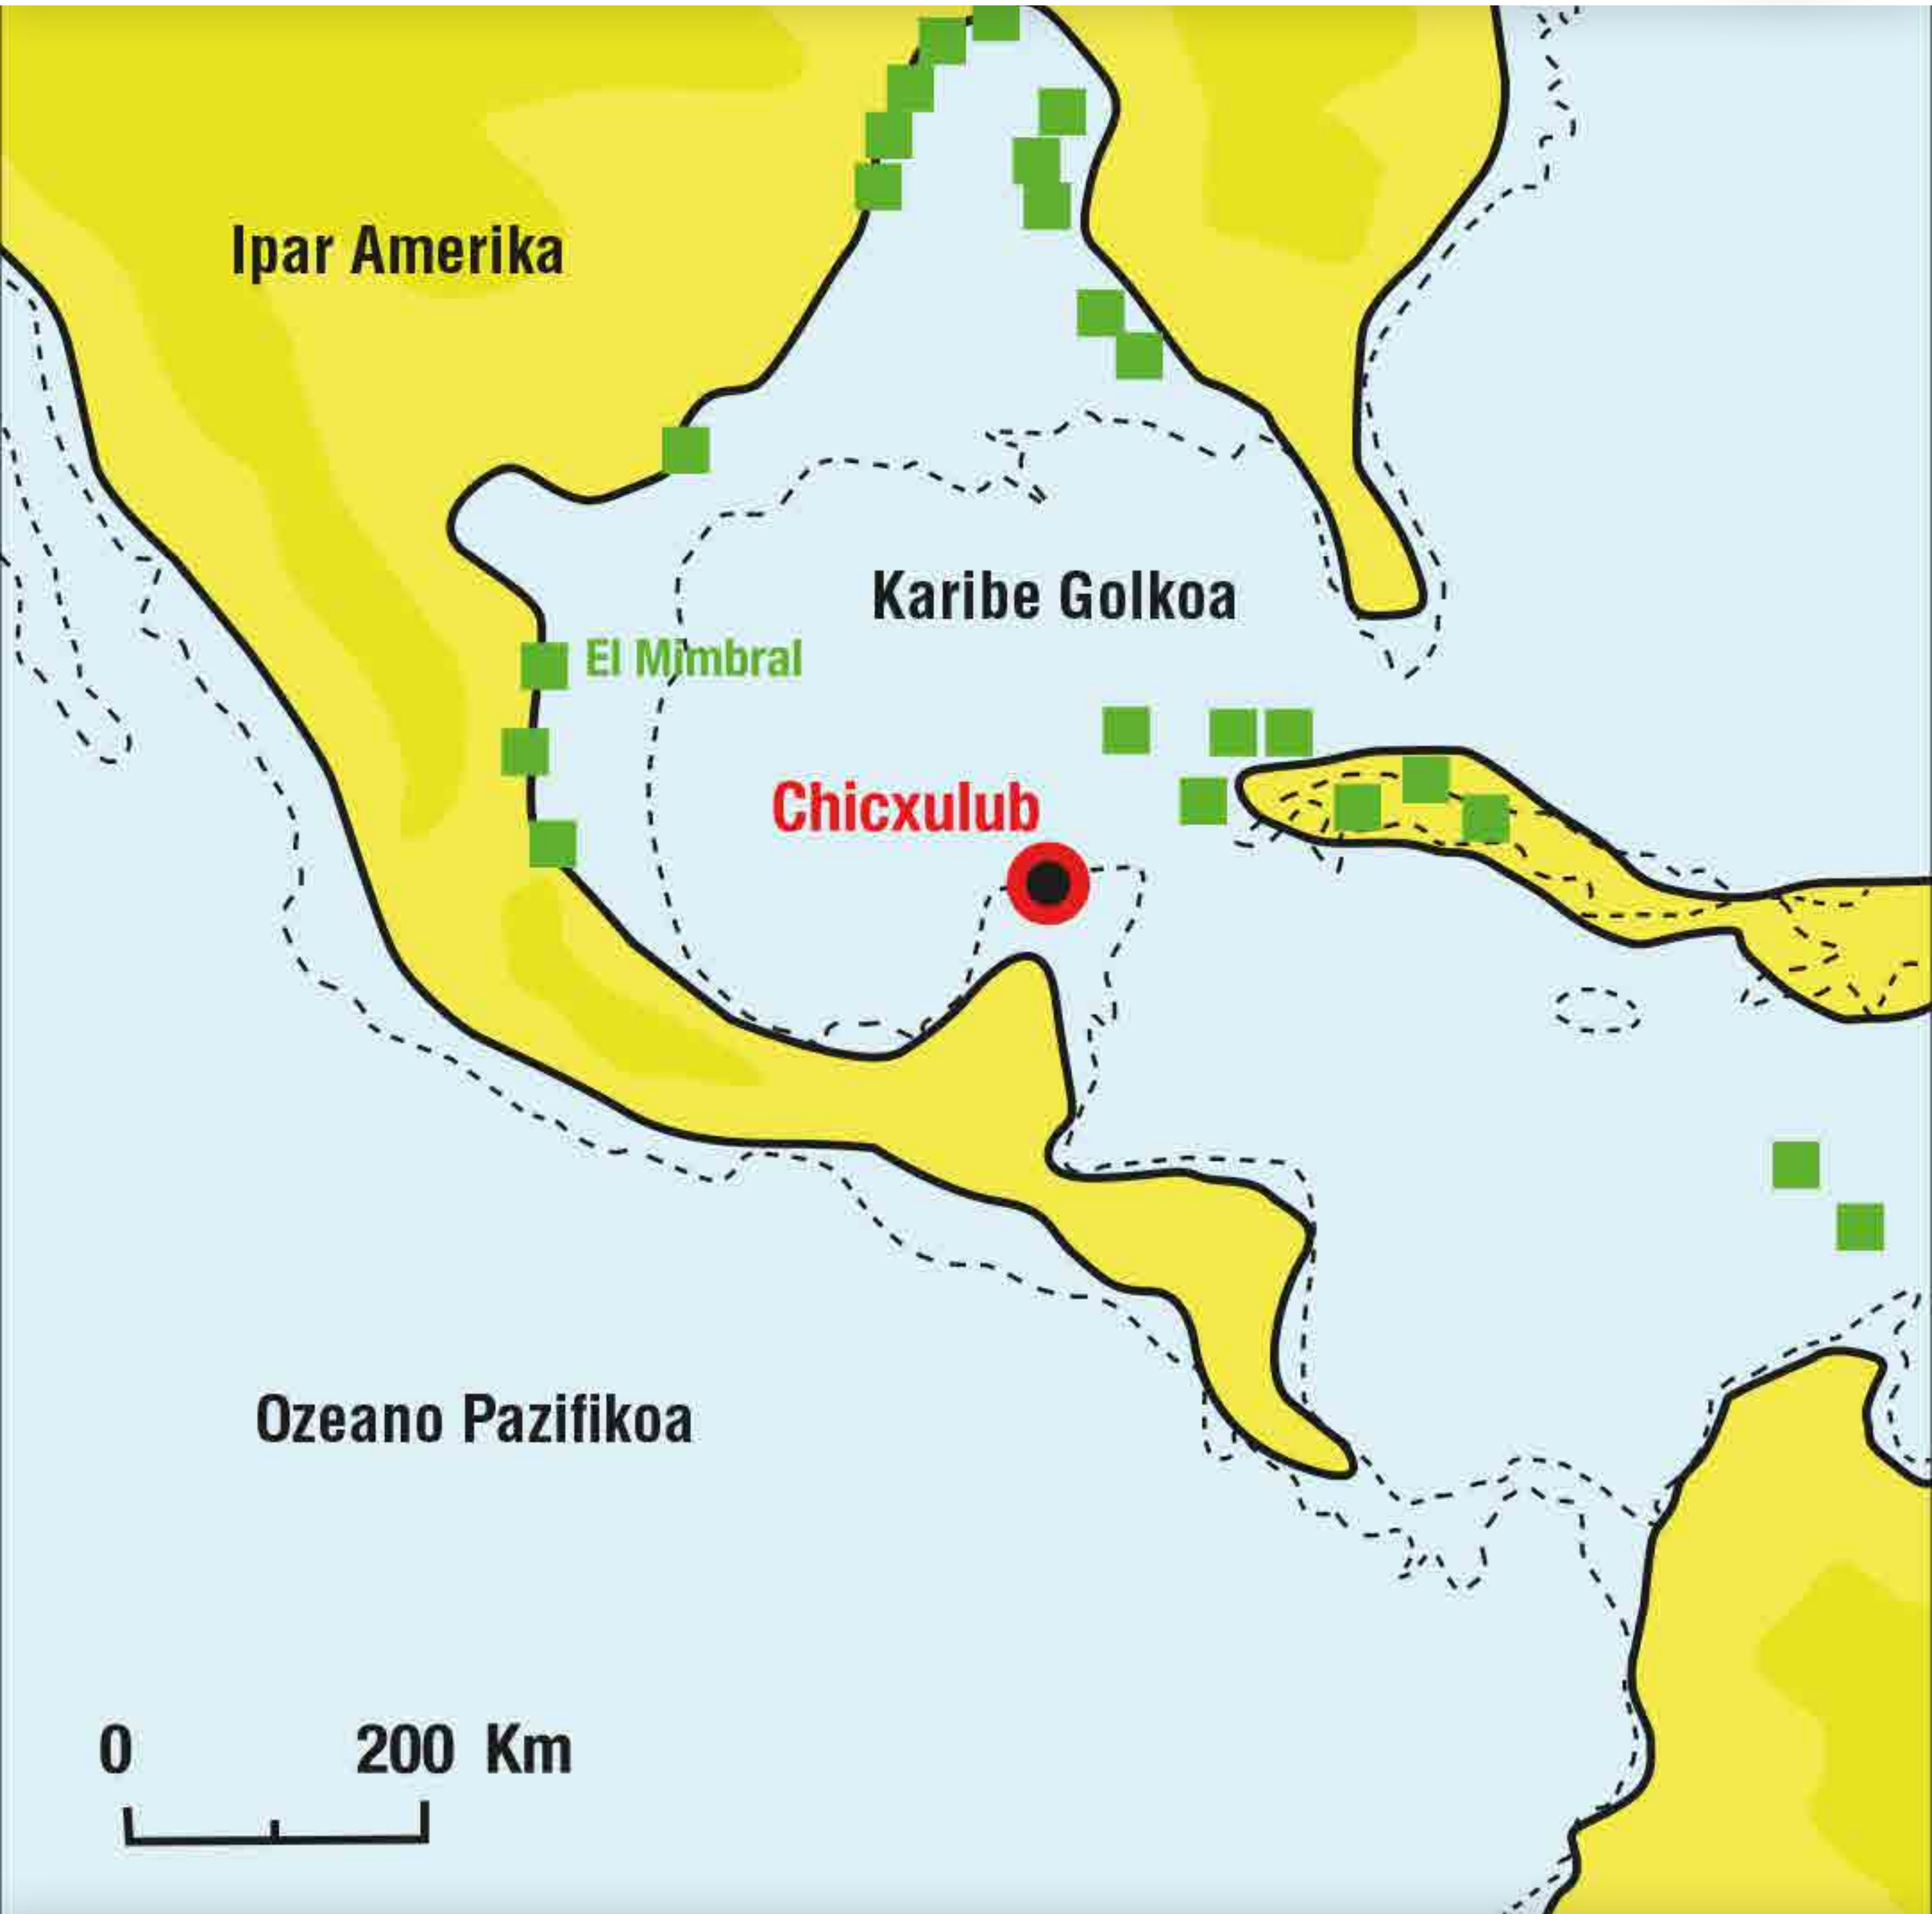 Ipar Amerika
Karibe Golkoa
El Mimbral
Chicxulub
Ozeano Pazifikoa
0 200 Km